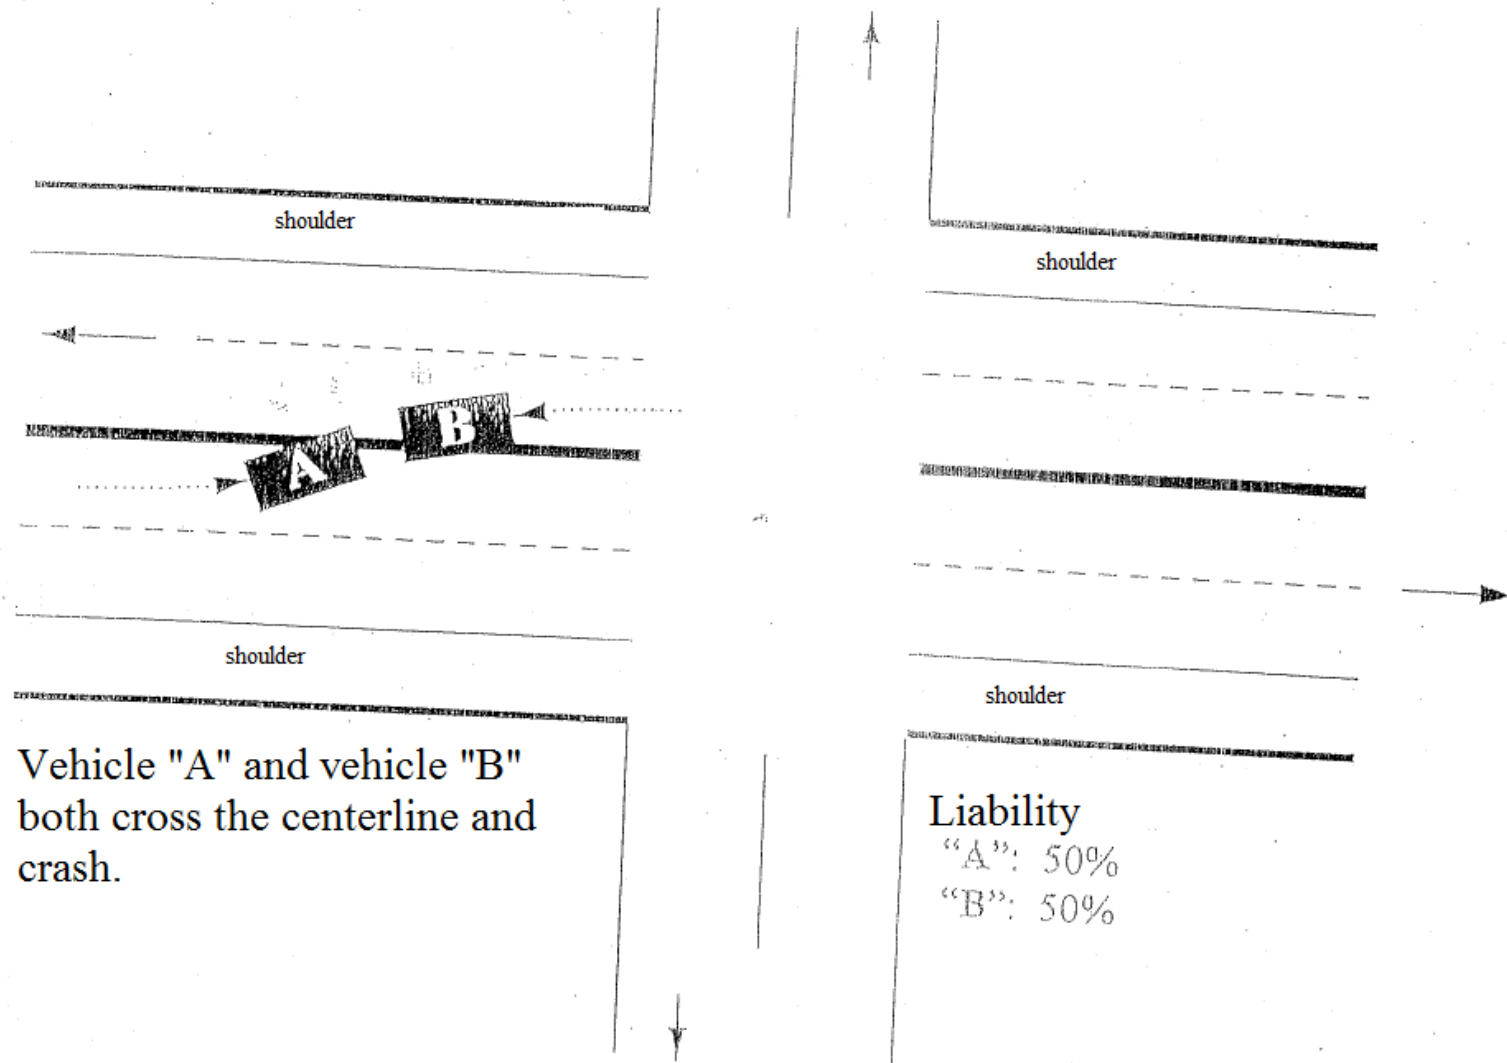 shoulder
shoulder
B
A
shoulder
shoulder
Vehicle "A" and vehicle "B"
both cross the centerline and
crash.
Liability
“A”: 50%
“B”: 50%